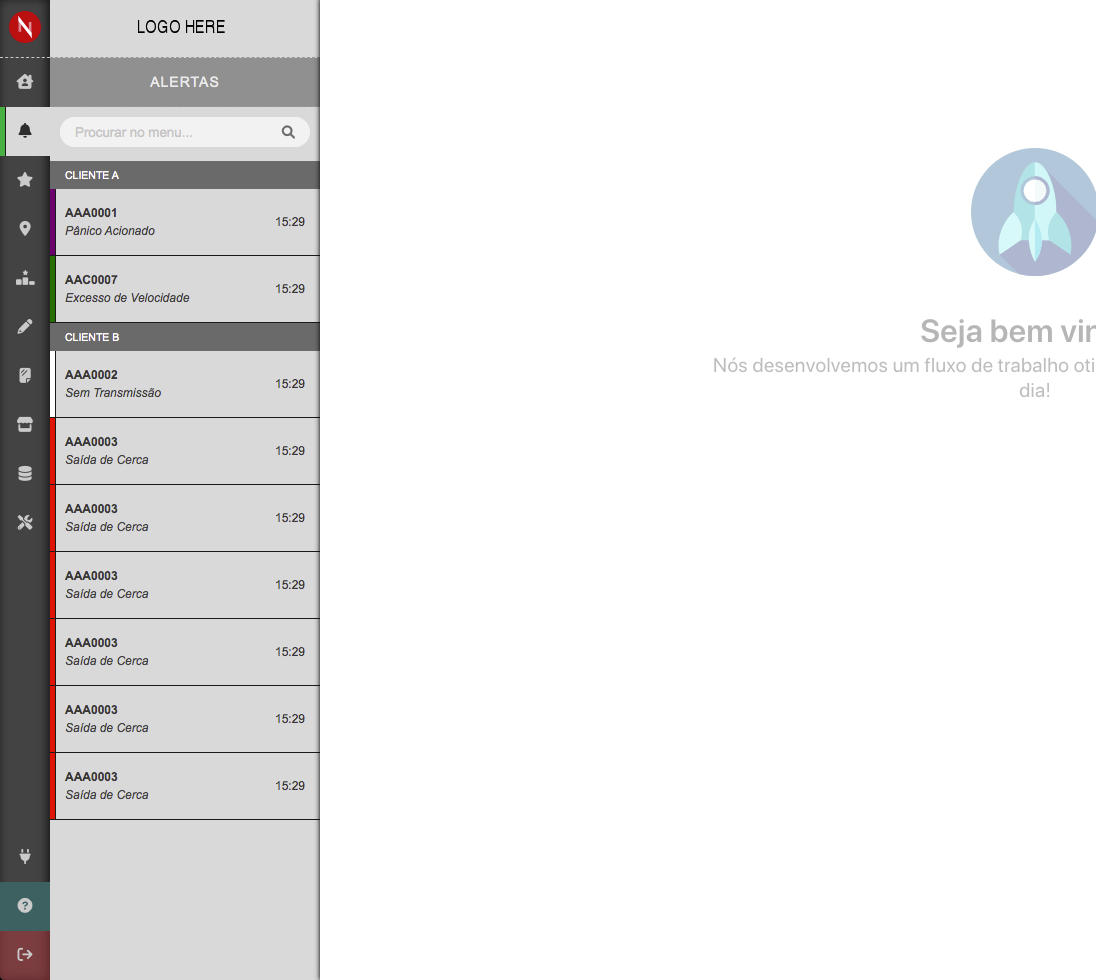 N
LOGO HERE
ALERTAS
Procurar no menu...
CLIENTE A
AAA0001
Pânico Acionado
15:29
AAC0007
Excesso de Velocidade
15:29
CLIENTE B
AAA0002
Sem Transmissão
15:29
AAA0003
Saída de Cerca
15:29
AAA0003
Saída de Cerca
15:29
AAA0003
Saída de Cerca
15:29
AAA0003
Saída de Cerca
15:29
AAA0003
Saída de Cerca
15:29
AAA0003
Saída de Cerca
15:29
Seja bem vin
Nós desenvolvemos um fluxo de trabalho oti
dia!